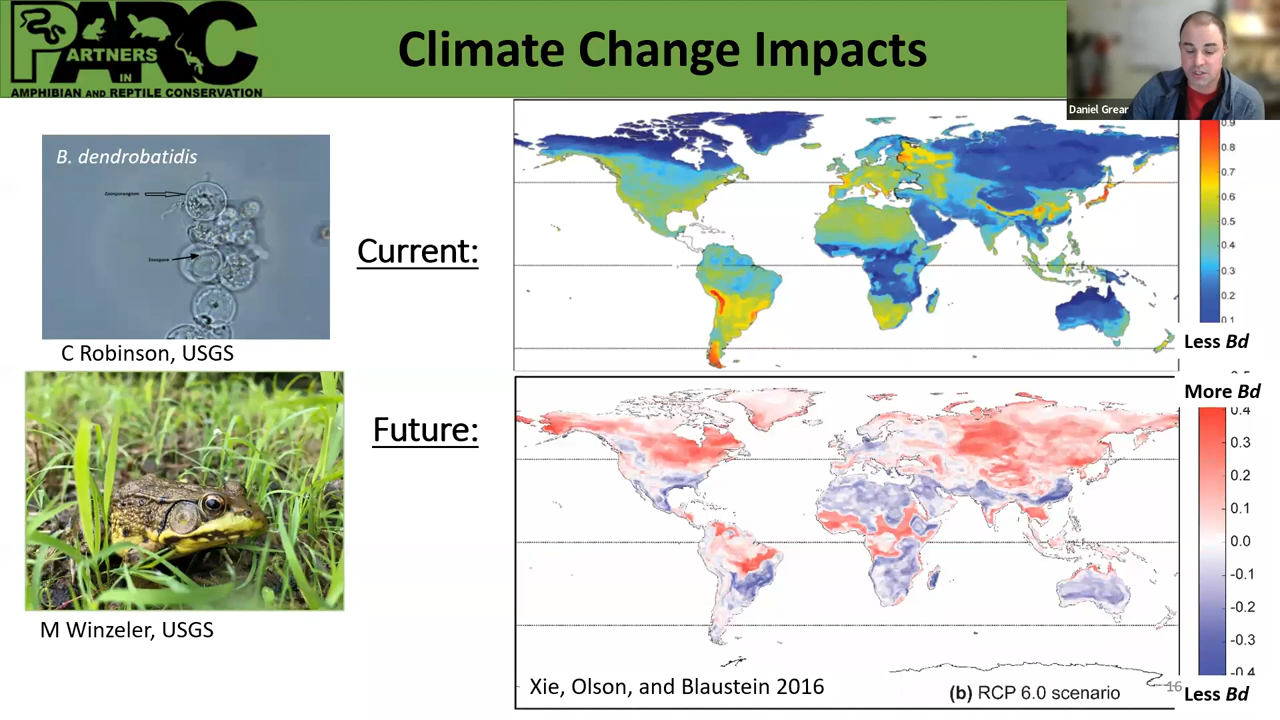 PARC
PARTNERS
IN
AMPHIBIAN AND REPTILE CONSERVATION
Climate Change Impacts
Daniel Grear
B. dendrobatidis
Zoosporangium
Zoospore
C Robinson, USGS
M Winzeler, USGS
Current:
Future:
0.9
0.8
0.7
0.6
0.5
0.4
0.3
0.2
0.1
Less Bd
More Bd
0.4
0.3
0.2
0.1
0.0
-0.1
-0.2
-0.3
-0.4
Less Bd
Xie, Olson, and Blaustein 2016
(b) RCP 6.0 scenario
16